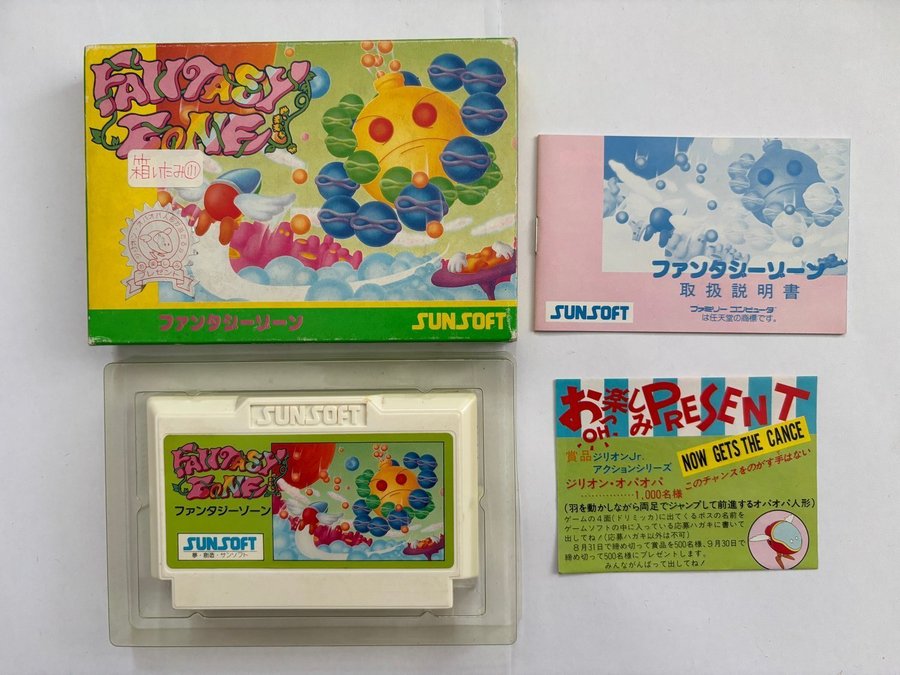 FANTASY
ZONE
箱いたみ(1)
プレゼント
ファンタジーゾーン
SUNSOFT
ファンタジーゾーン
取扱説明書
SUNSOFT
ファミリーコンピュータ
は任天堂の商標です。
SUNSOFT
FANTASY
ZONE
ファンタジーゾーン
SUNSOFT
夢・創造・サンソフト
お楽しみPRESENT
OH!
NOW GETS THE CANCE
このチャンスをのがす手はない
賞品 ジリオンJr.
アクションシリーズ
ジリオン・オパオパ
……………1,000名様
(羽を動かしながら両足でジャンプして前進するオパオパ人形)
ゲームの4面(ドリミッカ)に出てくるボスの名前を
ゲームソフトの中に入っている応募ハガキに書いて
出してね!(応募ハガキ以外は不可)
8月31日で締め切って賞品を500名様、9月30日で
締め切って500名様にプレゼントします。
みんながんばって出してね!